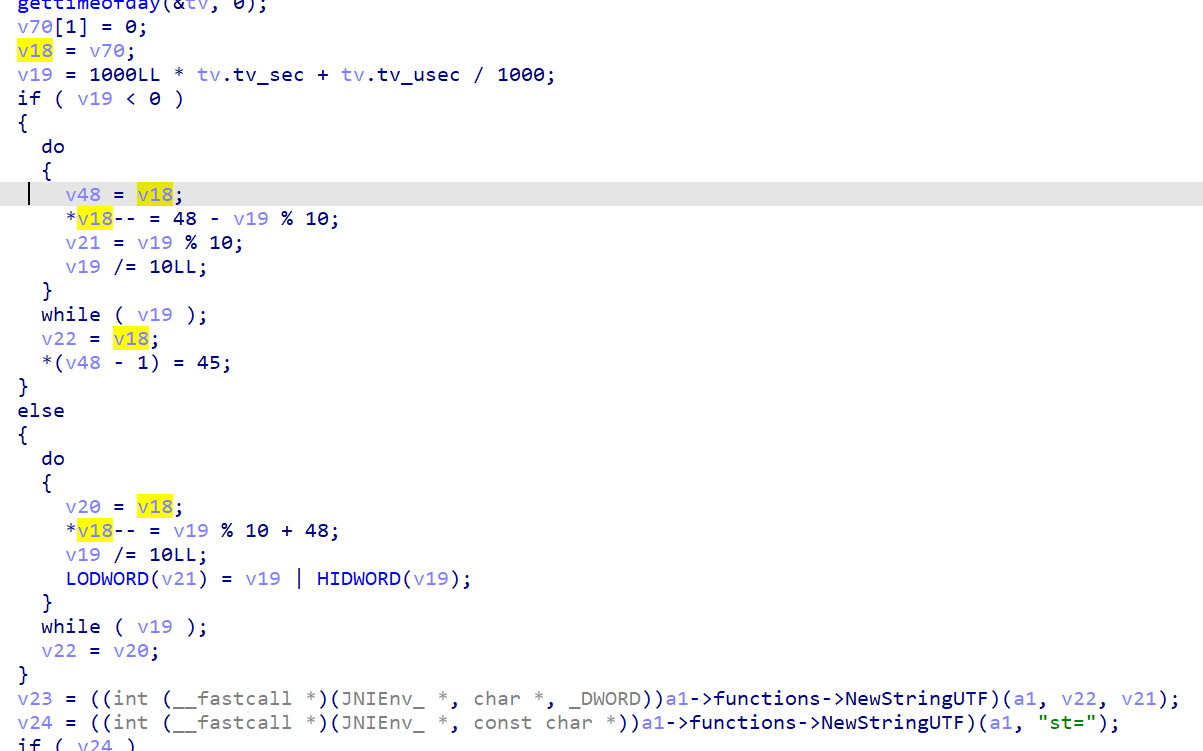 gettimeofday(&tv, 0);
v70[1] = 0;
v18 = v70;
v19 = 1000LL * tv.tv_sec + tv.tv_usec / 1000;
if ( v19 < 0 )
{
do
{
v48 = v18;
*v18-- = 48 - v19 % 10;
v21 = v19 % 10;
v19 /= 10LL;
}
while ( v19 );
v22 = v18;
*(v48 - 1) = 45;
}
else
{
do
{
v20 = v18;
*v18-- = v19 % 10 + 48;
v19 /= 10LL;
LODWORD(v21) = v19 | HIDWORD(v19);
}
while ( v19 );
v22 = v20;
}
v23 = ((int (__fastcall *)(JNIEnv_ *, char *, _DWORD))a1->functions->NewStringUTF)(a1, v22, v21);
v24 = ((int (__fastcall *)(JNIEnv_ *, const char *))a1->functions->NewStringUTF)(a1, "st=");
if ( v24 )